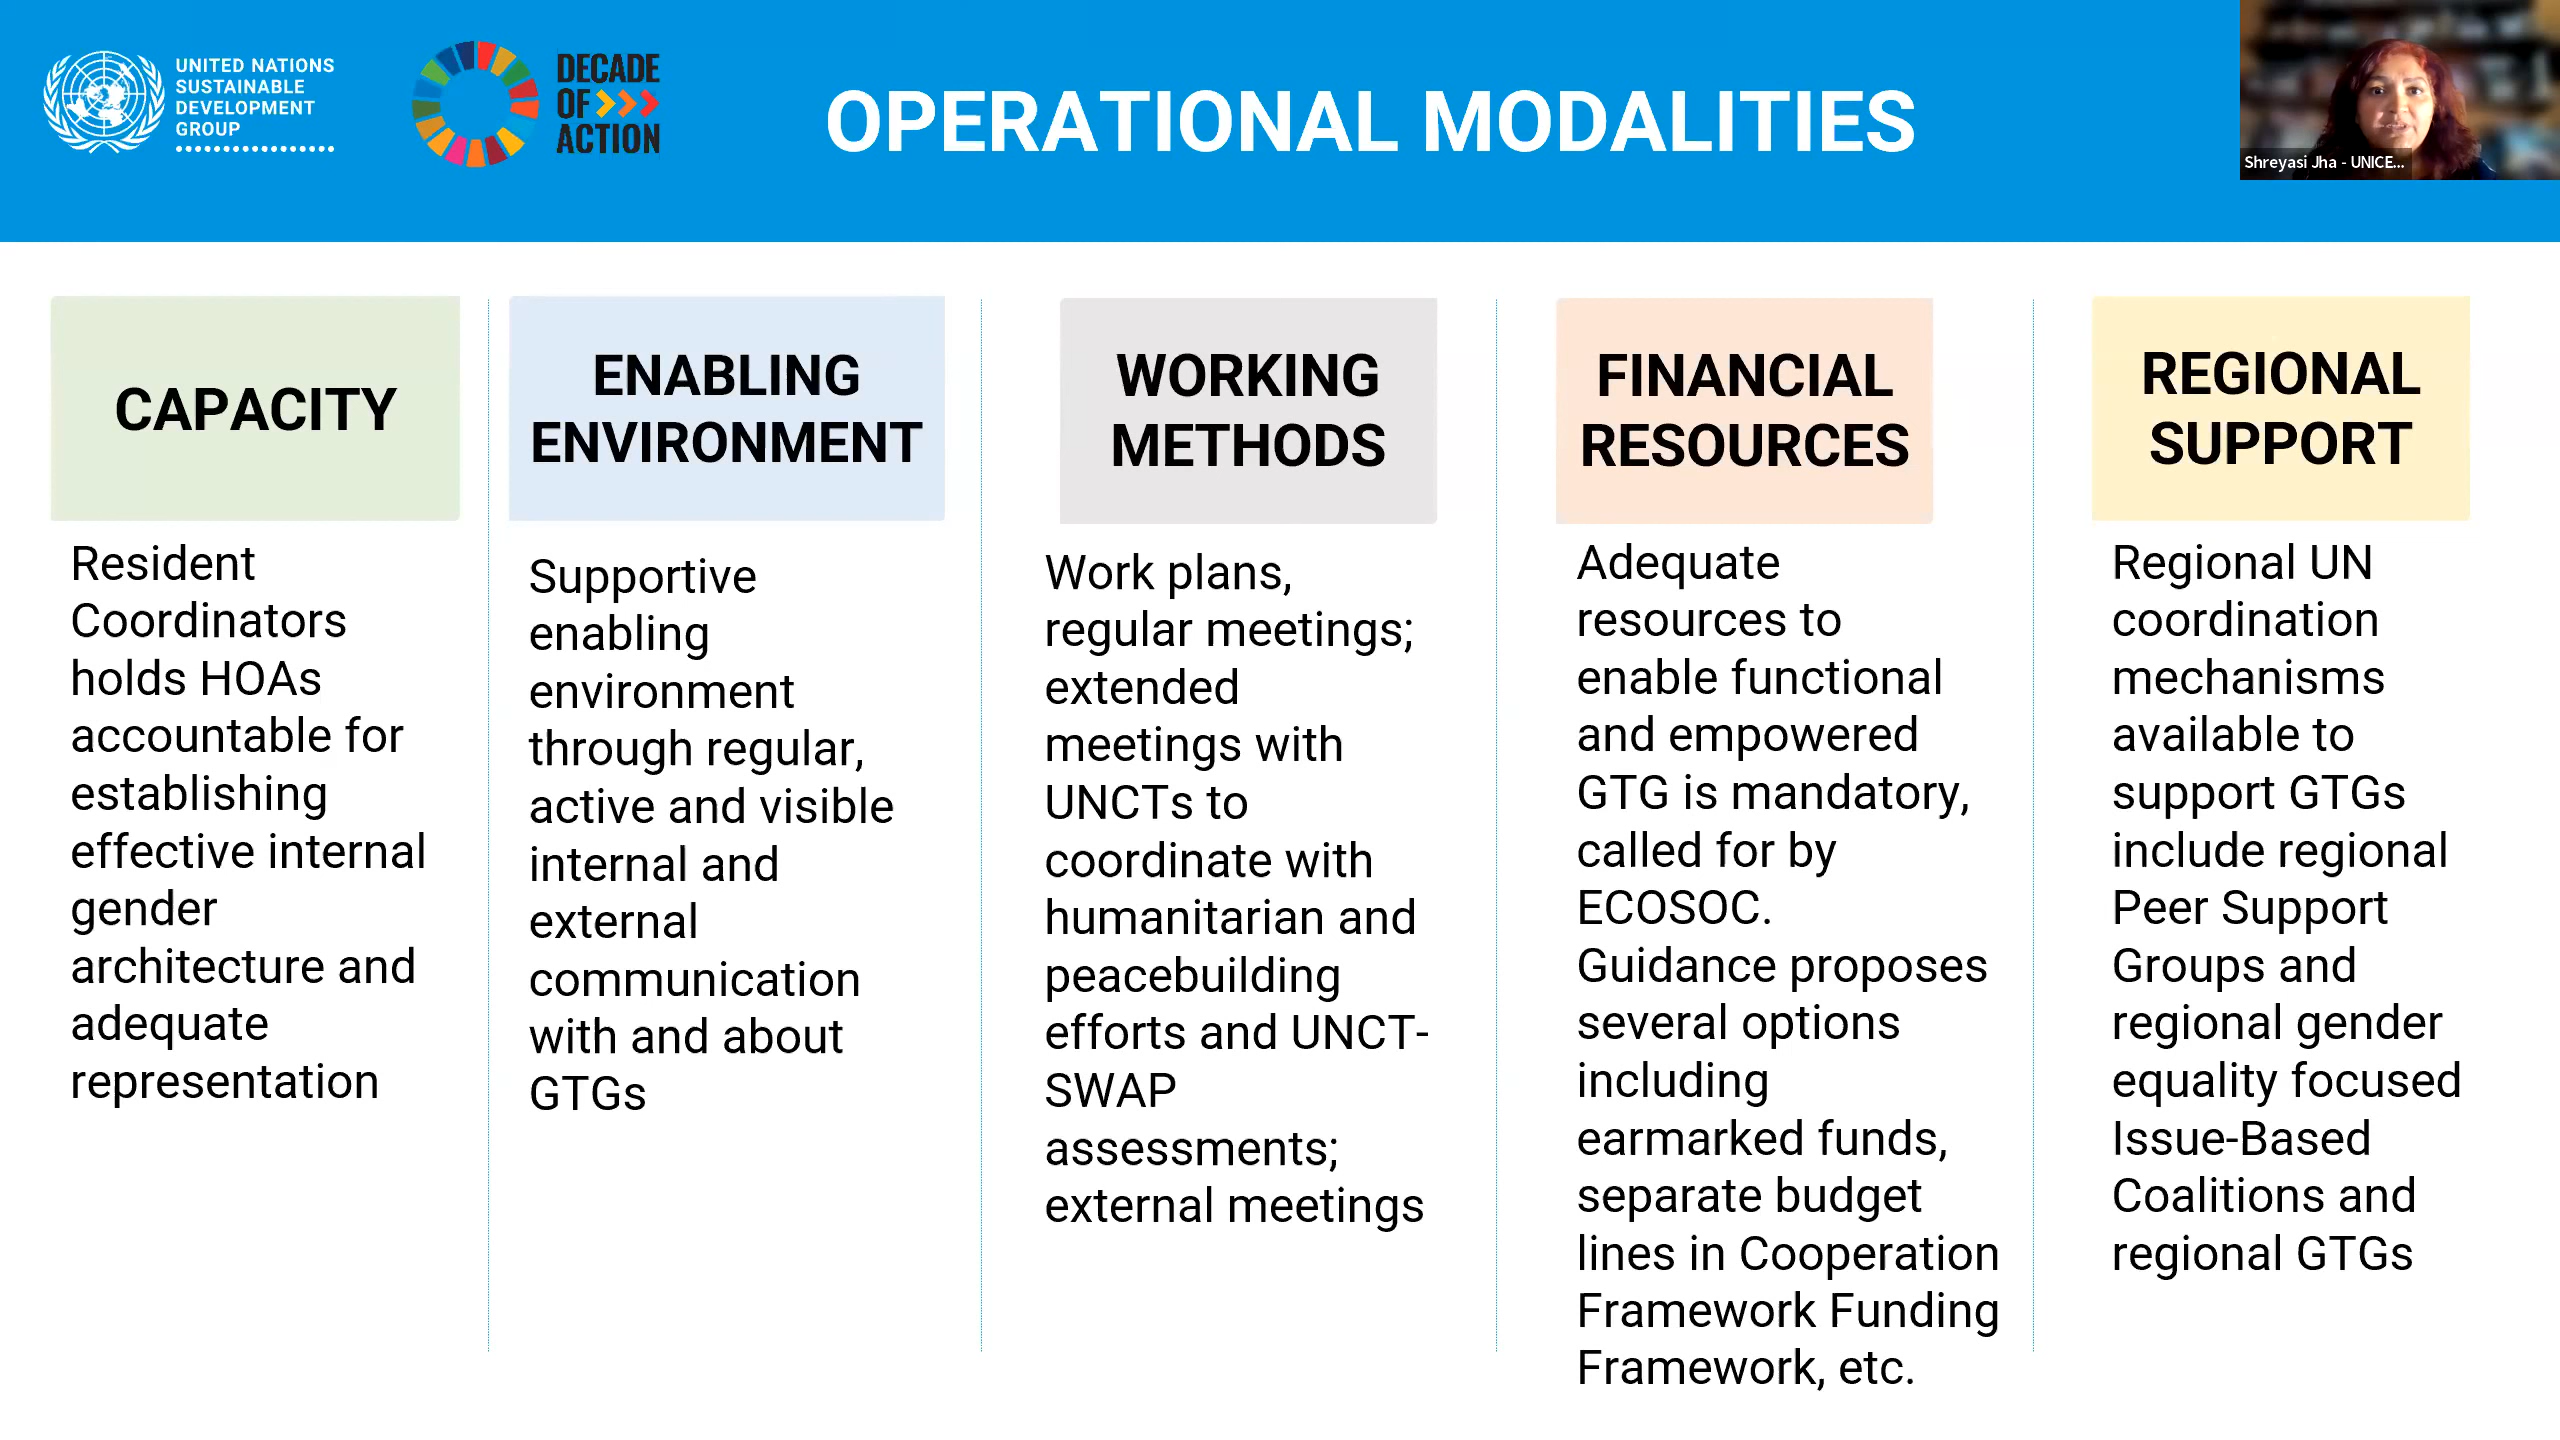 UNITED NATIONS
SUSTAINABLE
DEVELOPMENT
GROUP
DECADE
OF
ACTION
OPERATIONAL MODALITIES
Shreyasi Jha - UNICE...
CAPACITY
Resident
Coordinators
holds HOAs
accountable for
establishing
effective internal
gender
architecture and
adequate
representation
ENABLING
ENVIRONMENT
Supportive
enabling
environment
through regular,
active and visible
internal and
external
communication
with and about
GTGs
WORKING
METHODS
Work plans,
regular meetings;
extended
meetings with
UNCTs to
coordinate with
humanitarian and
peacebuilding
efforts and UNCT-
SWAP
assessments;
external meetings
FINANCIAL
RESOURCES
Adequate
resources to
enable functional
and empowered
GTG is mandatory,
called for by
ECOSOC.
Guidance proposes
several options
including
earmarked funds,
separate budget
lines in Cooperation
Framework Funding
Framework, etc.
REGIONAL
SUPPORT
Regional UN
coordination
mechanisms
available to
support GTGs
include regional
Peer Support
Groups and
regional gender
equality focused
Issue-Based
Coalitions and
regional GTGs